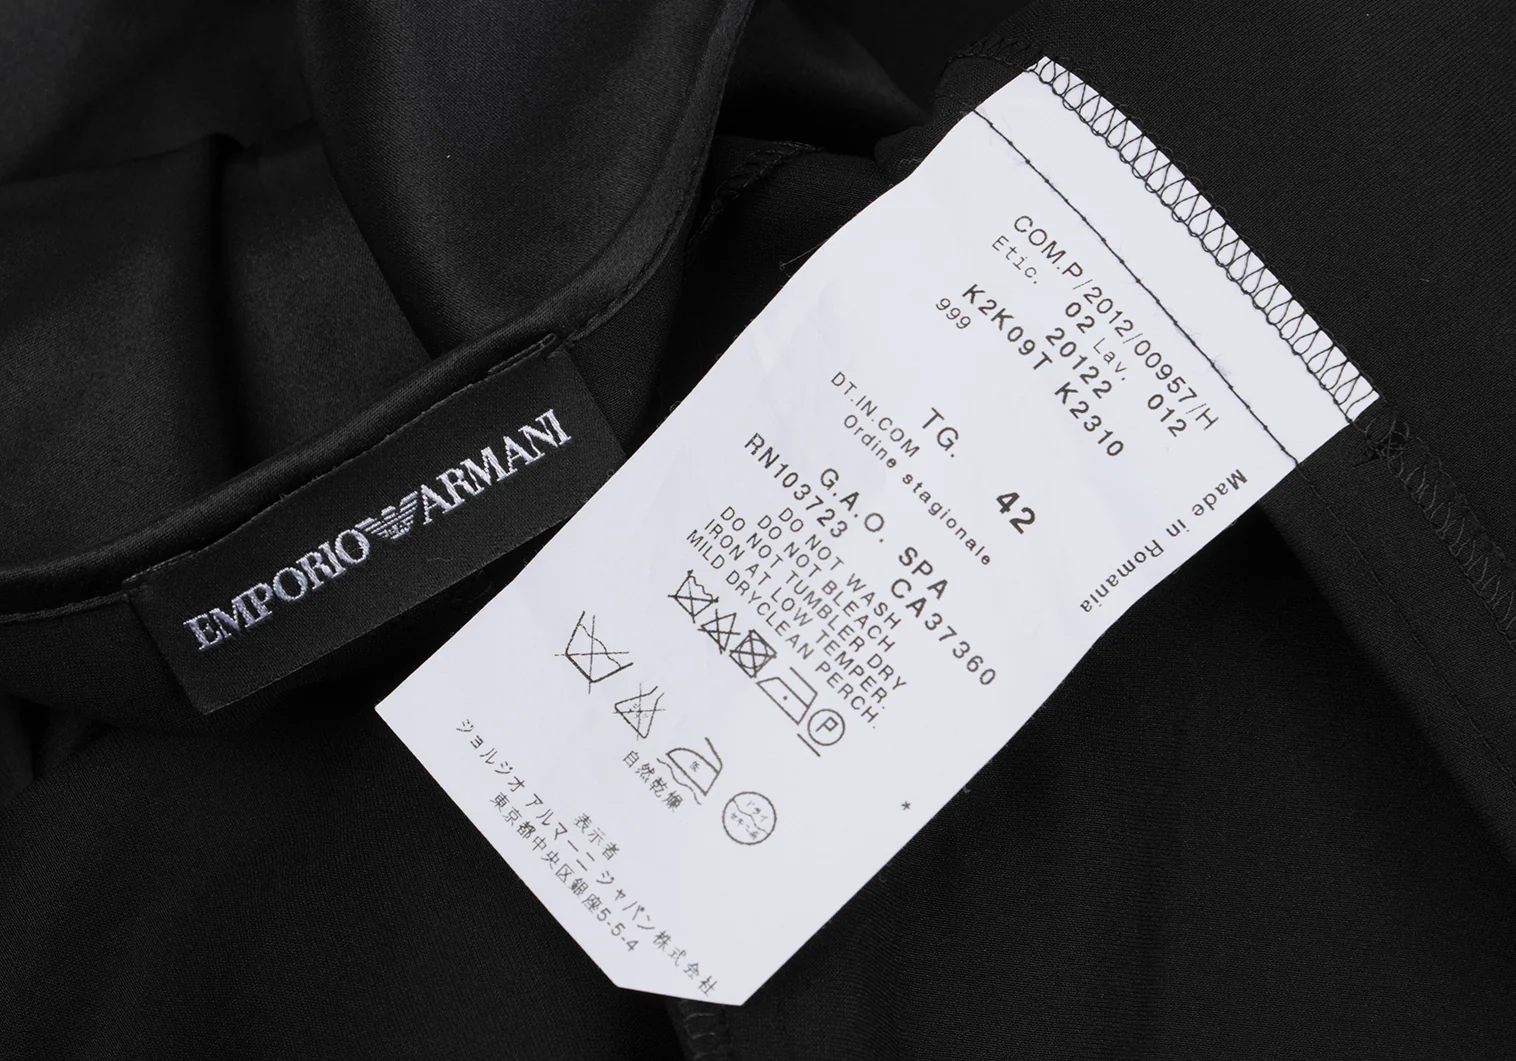 EMPORIO ARMANI
COM.P/2012/00957/H
Etic. 02 Lav. 012
20122
K2K09T K2310
999
Made in Romania
TG. 42
DT.IN.COM
Ordine stagionale
G.A.O. SPA
RN103723 CA37360
DO NOT WASH
DO NOT BLEACH
DO NOT TUMBLER DRY
IRON AT LOW TEMPER.
MILD DRYCLEAN PERCH.
P
自然乾燥
ドライ
*
表示者
ジョルジオ アルマーニ ジャパン株式会社
東京都中央区銀座5-5-4